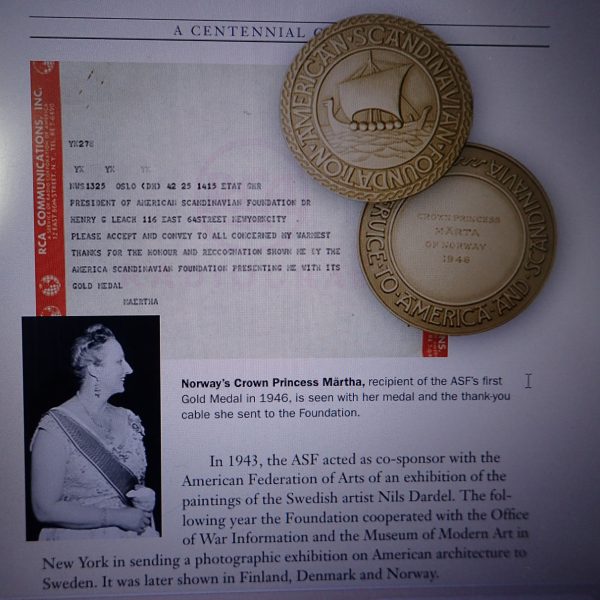 A CENTENNIAL
AMERICAN-SCANDINAVIAN FOUNDATION
RCA COMMUNICATIONS, INC.
YX278
YX YX YX
NWS1325 OSLO (DH) 42 25 1415 ETAT GHR
PRESIDENT OF AMERICAN SCANDINAVIAN FOUNDATION DR
HENRY G LEACH 116 EAST 64STREET NEWYORKCITY .
PLEASE ACCEPT AND CONVEY TO ALL CONCERNED MY WARMEST
THANKS FOR THE HONOUR AND RECCOGNATION SHOWN ME BY THE
AMERICA SCANDINAVIAN FOUNDATION PRESENTING ME WITH ITS
GOLD MEDAL
MAERTHA
CROWN PRINCESS
MÄRTA
OF NORWAY
1946
TO AMERICA AND SCANDINAVIA
Norway's Crown Princess Märtha, recipient of the ASF's first
Gold Medal in 1946, is seen with her medal and the thank-you
cable she sent to the Foundation.
In 1943, the ASF acted as co-sponsor with the
American Federation of Arts of an exhibition of the
paintings of the Swedish artist Nils Dardel. The fol-
lowing year the Foundation cooperated with the Office
of War Information and the Museum of Modern Art in
New York in sending a photographic exhibition on American architecture to
Sweden. It was later shown in Finland, Denmark and Norway.